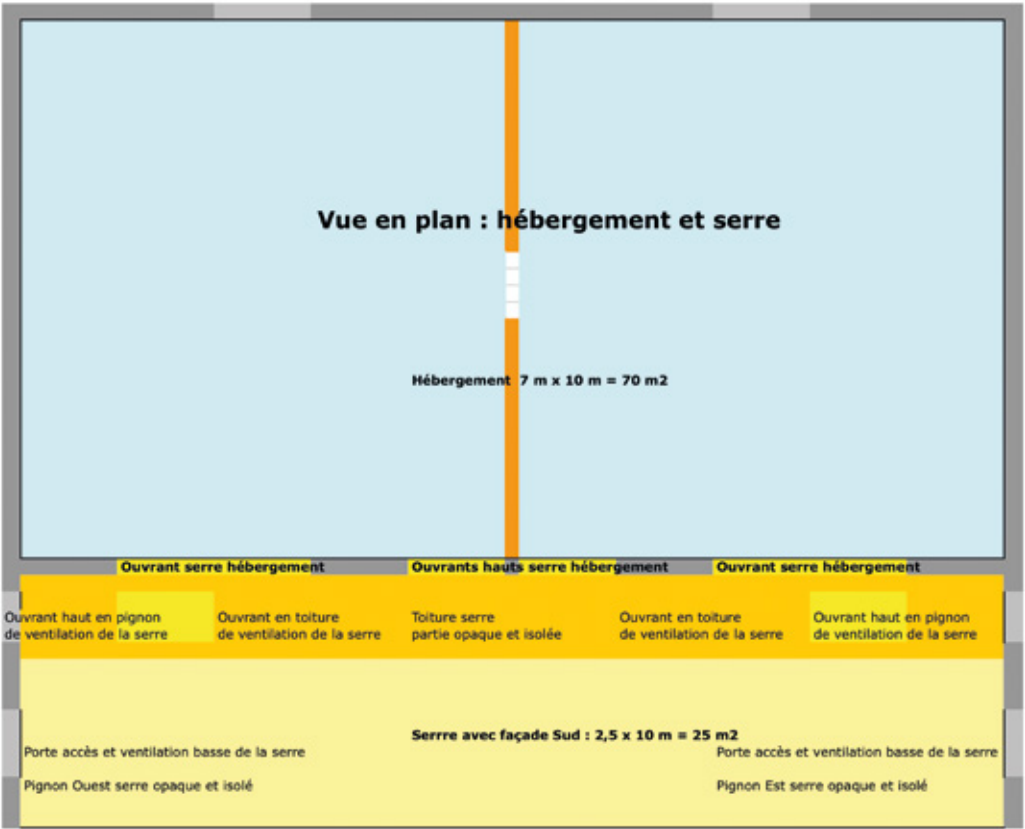 Vue en plan : hébergement et serre
Hébergement 7 m x 10 m = 70 m2
Ouvrant serre hébergement
Ouvrants hauts serre hébergement
Ouvrant serre hébergement
Ouvrant haut en pignon
de ventilation de la serre
Ouvrant en toiture
de ventilation de la serre
Toiture serre
partie opaque et isolée
Ouvrant en toiture
de ventilation de la serre
Ouvrant haut en pignon
de ventilation de la serre
Serrre avec façade Sud : 2,5 x 10 m = 25 m2
Porte accès et ventilation basse de la serre
Pignon Ouest serre opaque et isolé
Porte accès et ventilation basse de la serre
Pignon Est serre opaque et isolé